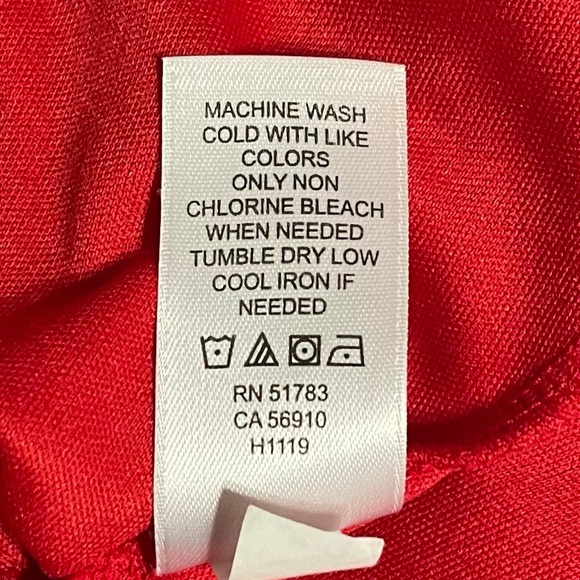 MACHINE WASH
COLD WITH LIKE
COLORS
ONLY NON
CHLORINE BLEACH
WHEN NEEDED
TUMBLE DRY LOW
COOL IRON IF
NEEDED
RN 51783
CA 56910
H1119